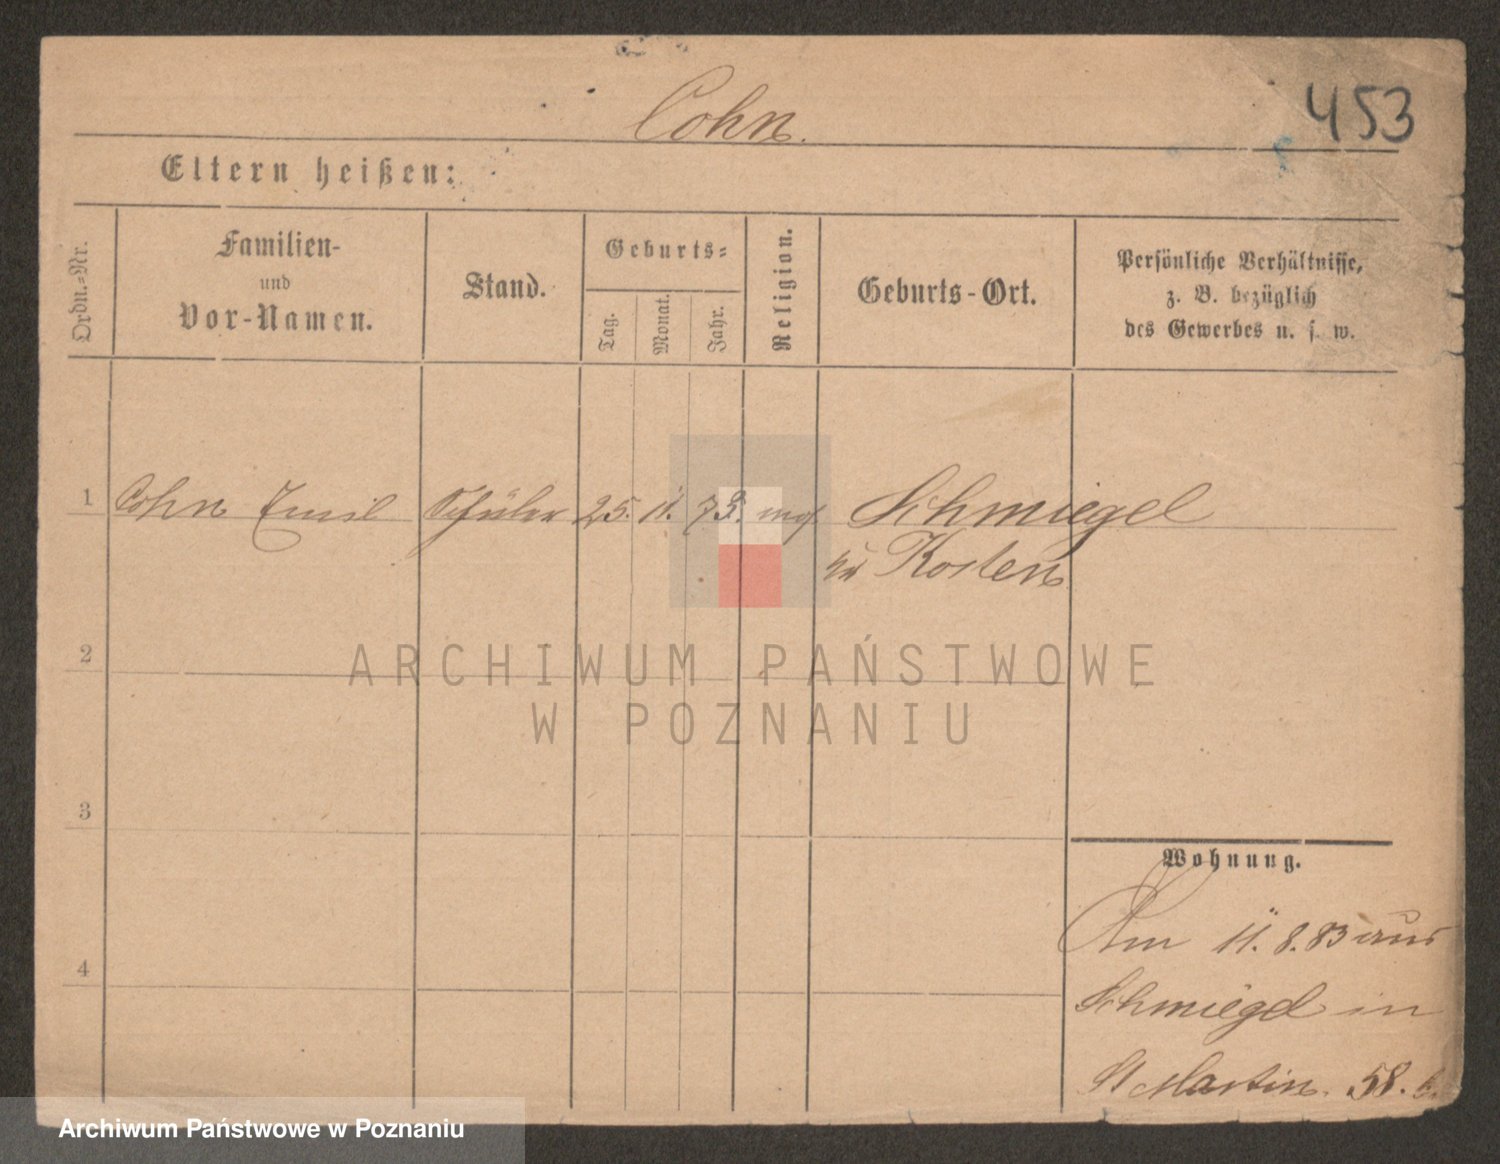 Cohn.
453
Eltern heißen:
Ordn.-Nr.
Familien-
und
Vor-Namen.
Stand.
Geburts-
Tag.
Monat.
Jahr.
Religion.
Geburts-Ort.
Persönliche Verhältnisse,
z. B. bezüglich
des Gewerbes u. s. w.
1 Cohn Emil Schüler 25. 11. 73. mos. Schmiegel
Kr Kosten
2
3
4
Wohnung.
Am 11. 8. 83 aus
Schmiegel in
St Martin. 58.
ARCHIWUM PAŃSTWOWE
W POZNANIU
Archiwum Państwowe w Poznaniu